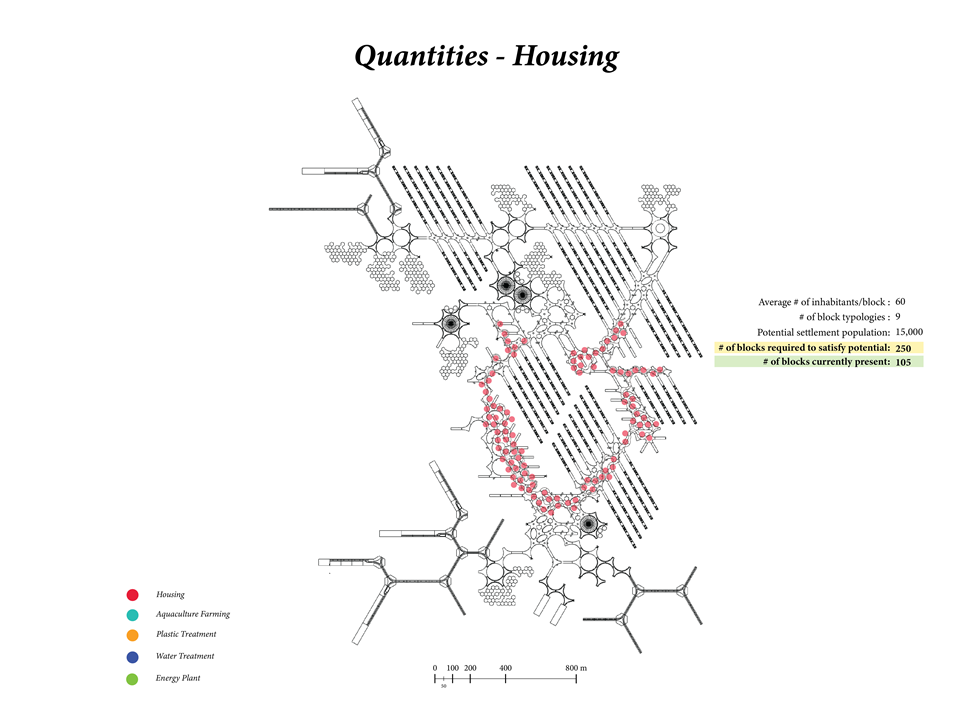 Quantities - Housing
Average # of inhabitants/block : 60
# of block typologies : 9
Potential settlement population: 15,000
# of blocks required to satisfy potential: 250
# of blocks currently present: 105
Housing
Aquaculture Farming
Plastic Treatment
Water Treatment
Energy Plant
0 100 200 400 800 m
50